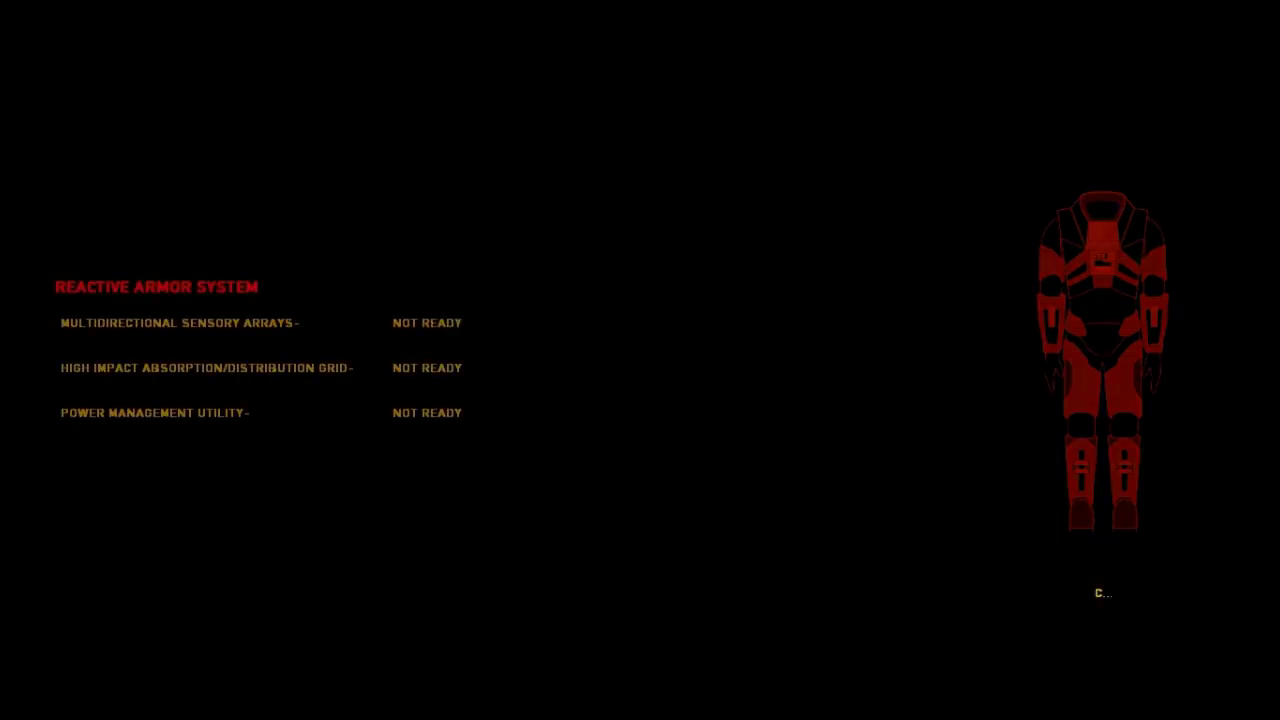 REACTIVE ARMOR SYSTEM
MULTIDIRECTIONAL SENSORY ARRAYS- NOT READY
HIGH IMPACT ABSORPTION/DISTRIBUTION GRID- NOT READY
POWER MANAGEMENT UTILITY- NOT READY
C...